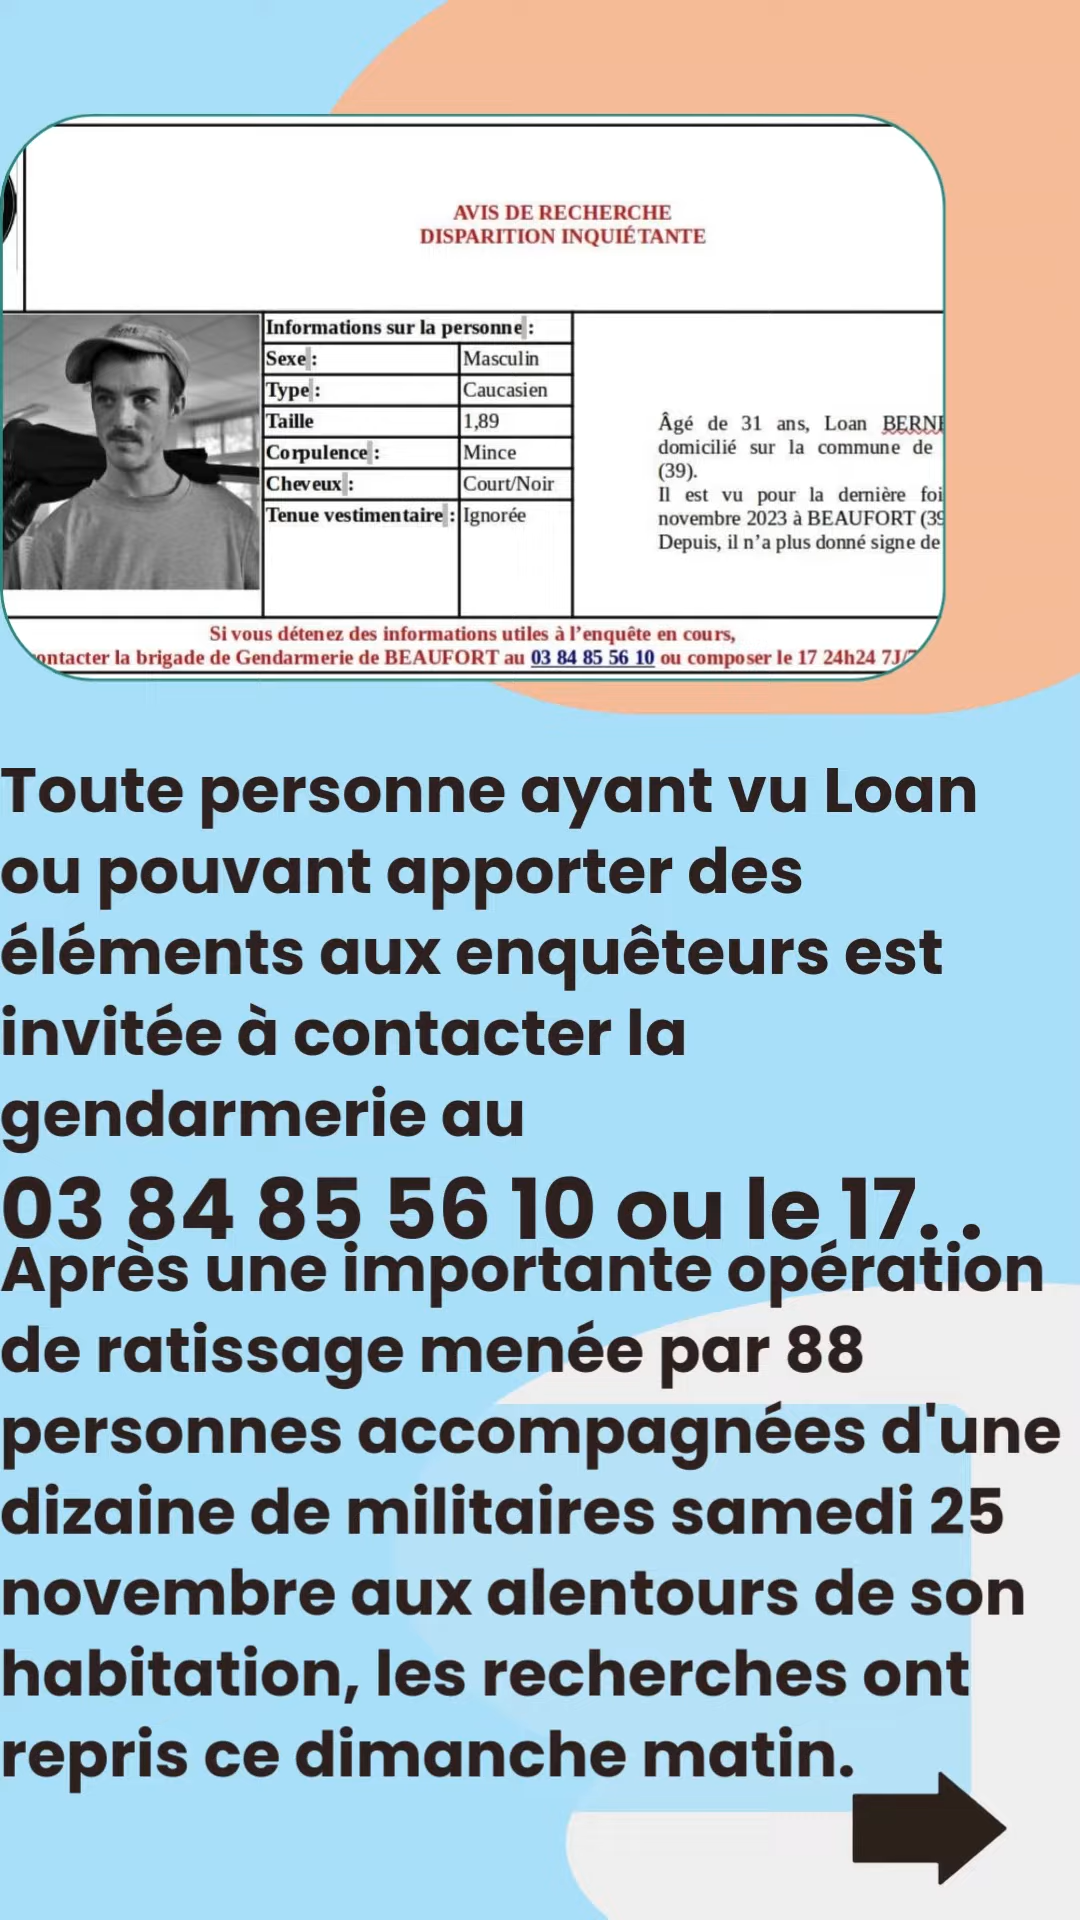 AVIS DE RECHERCHE
DISPARITION INQUIÉTANTE
Informations sur la personne :
Sexe : Masculin
Type : Caucasien
Taille 1,89
Corpulence : Mince
Cheveux : Court/Noir
Tenue vestimentaire : Ignorée
Âgé de 31 ans, Loan
domicilié sur la commune de
(39).
Il est vu pour la dernière
novembre 2023 à BEAUFORT (39
Depuis, il n’a plus donné signe de
Si vous détenez des informations utiles à l’enquête en cours,
ontacter la brigade de Gendarmerie de BEAUFORT au 03 84 85 56 10 ou composer le 17 24h24 7J/7
Toute personne ayant vu Loan
ou pouvant apporter des
éléments aux enquêteurs est
invitée à contacter la
gendarmerie au
03 84 85 56 10 ou le 17. .
Après une importante opération
de ratissage menée par 88
personnes accompagnées d'une
dizaine de militaires samedi 25
novembre aux alentours de son
habitation, les recherches ont
repris ce dimanche matin.